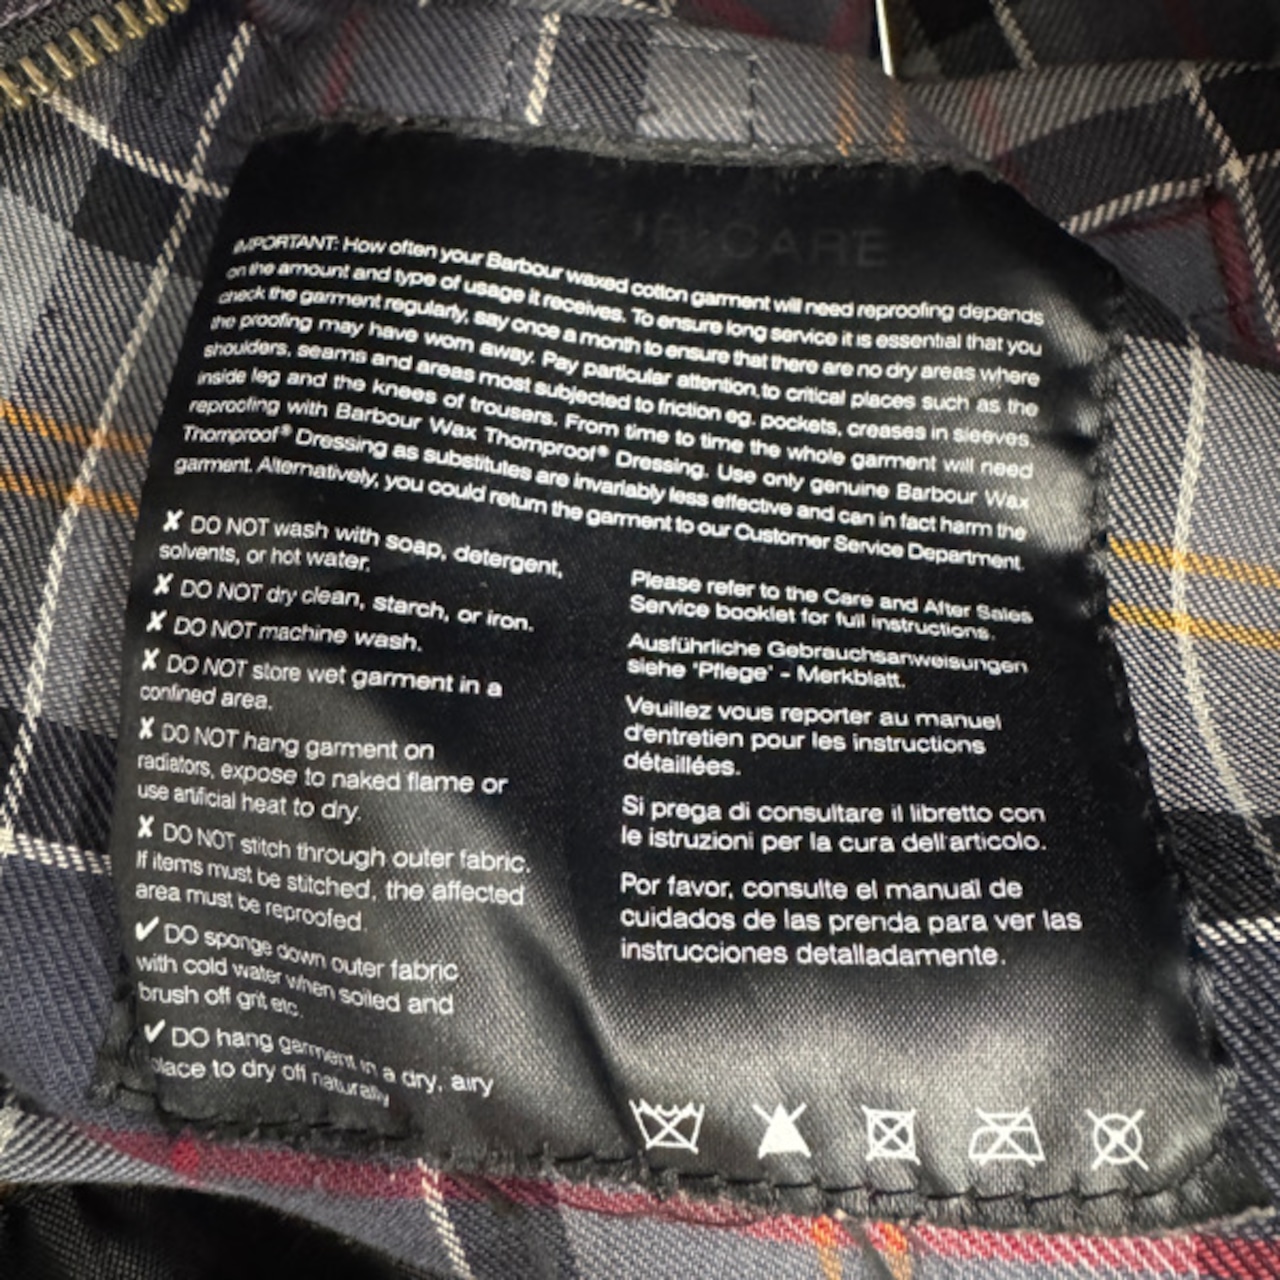 CARE
IMPORTANT: How often your Barbour waxed cotton garment will need reproofing depends
on the amount and type of usage it receives. To ensure long service it is essential that you
check the garment regularly, say once a month to ensure that there are no dry areas where
the proofing may have worn away. Pay particular attention, to critical places such as the
shoulders, seams and areas most subjected to friction eg. pockets, creases in sleeves,
inside leg and the knees of trousers. From time to time the whole garment will need
reproofing with Barbour Wax Thornproof® Dressing. Use only genuine Barbour Wax
Thornproof® Dressing as substitutes are invariably less effective and can in fact harm the
garment. Alternatively, you could return the garment to our Customer Service Department.
✘ DO NOT wash with soap, detergent,
solvents, or hot water.
✘ DO NOT dry clean, starch, or iron.
✘ DO NOT machine wash.
✘ DO NOT store wet garment in a
confined area.
✘ DO NOT hang garment on
radiators, expose to naked flame or
use artificial heat to dry.
✘ DO NOT stitch through outer fabric.
If items must be stitched, the affected
area must be reproofed.
✔ DO sponge down outer fabric
with cold water when soiled and
brush off grit etc.
✔ DO hang garment in a dry, airy
place to dry off naturally
Please refer to the Care and After Sales
Service booklet for full instructions.
Ausführliche Gebrauchsanweisungen
siehe 'Pflege' - Merkblatt.
Veuillez vous reporter au manuel
d'entretien pour les instructions
détaillées.
Si prega di consultare il libretto con
le istruzioni per la cura dell'articolo.
Por favor, consulte el manual de
cuidados de las prenda para ver las
instrucciones detalladamente.